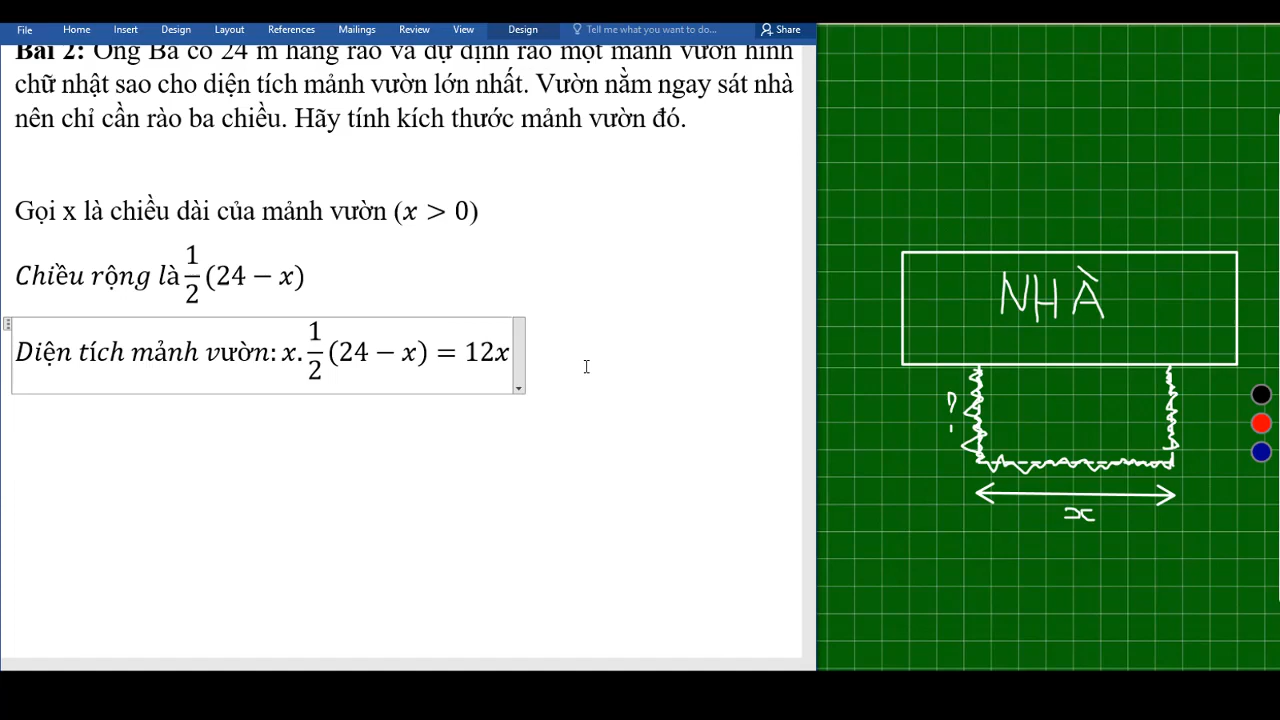 File Home Insert Design Layout References Mailings Review View Design Tell me what you want to do... Share
Bài 2: Ông Ba có 24 m hàng rào và dự định rào một mảnh vườn hình
chữ nhật sao cho diện tích mảnh vườn lớn nhất. Vườn nằm ngay sát nhà
nên chỉ cần rào ba chiều. Hãy tính kích thước mảnh vườn đó.
Gọi x là chiều dài của mảnh vườn (x > 0)
Chiều rộng là 1/2 (24 − x)
Diện tích mảnh vườn: x. 1/2 (24 − x) = 12x
NHÀ
?
x